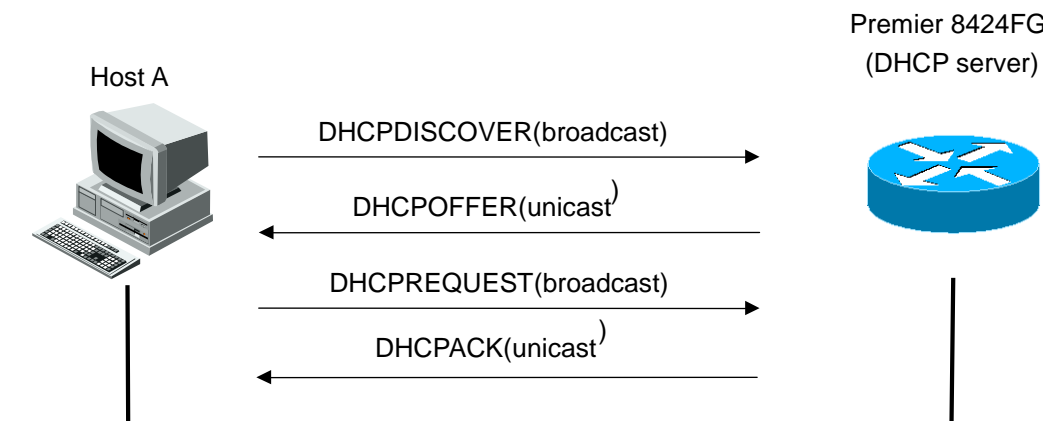 Premier 8424FG
(DHCP server)
Host A
DHCPDISCOVER(broadcast)
DHCPOFFER(unicast)
DHCPREQUEST(broadcast)
DHCPACK(unicast)